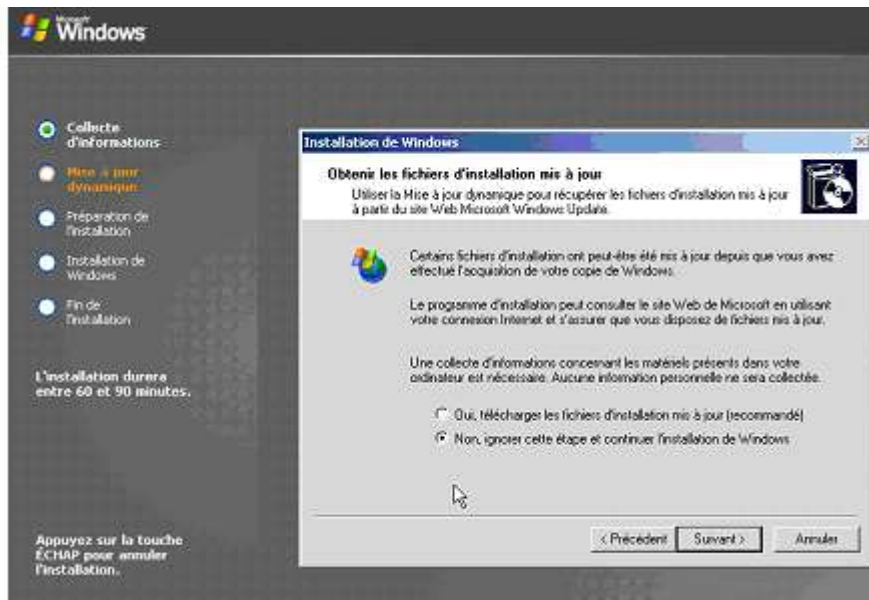 Microsoft
Windows
Collecte
d'informations
Mise à jour
dynamique
Préparation de
l'installation
Installation de
Windows
Fin de
l'installation
L'installation durera
entre 60 et 90 minutes.
Appuyez sur la touche
ÉCHAP pour annuler
l'installation.
Installation de Windows
Obtenir les fichiers d'installation mis à jour
Utiliser la Mise à jour dynamique pour récupérer les fichiers d'installation mis à jour
à partir du site Web Microsoft Windows Update.
Certains fichiers d'installation ont peut-être été mis à jour depuis que vous avez
effectué l'acquisition de votre copie de Windows.
Le programme d'installation peut consulter le site Web de Microsoft en utilisant
votre connexion Internet et s'assurer que vous disposez de fichiers mis à jour.
Une collecte d'informations concernant les matériels présents dans votre
ordinateur est nécessaire. Aucune information personnelle ne sera collectée.
Oui, télécharger les fichiers d'installation mis à jour (recommandé)
Non, ignorer cette étape et continuer l'installation de Windows
< Précédent
Suivant >
Annuler